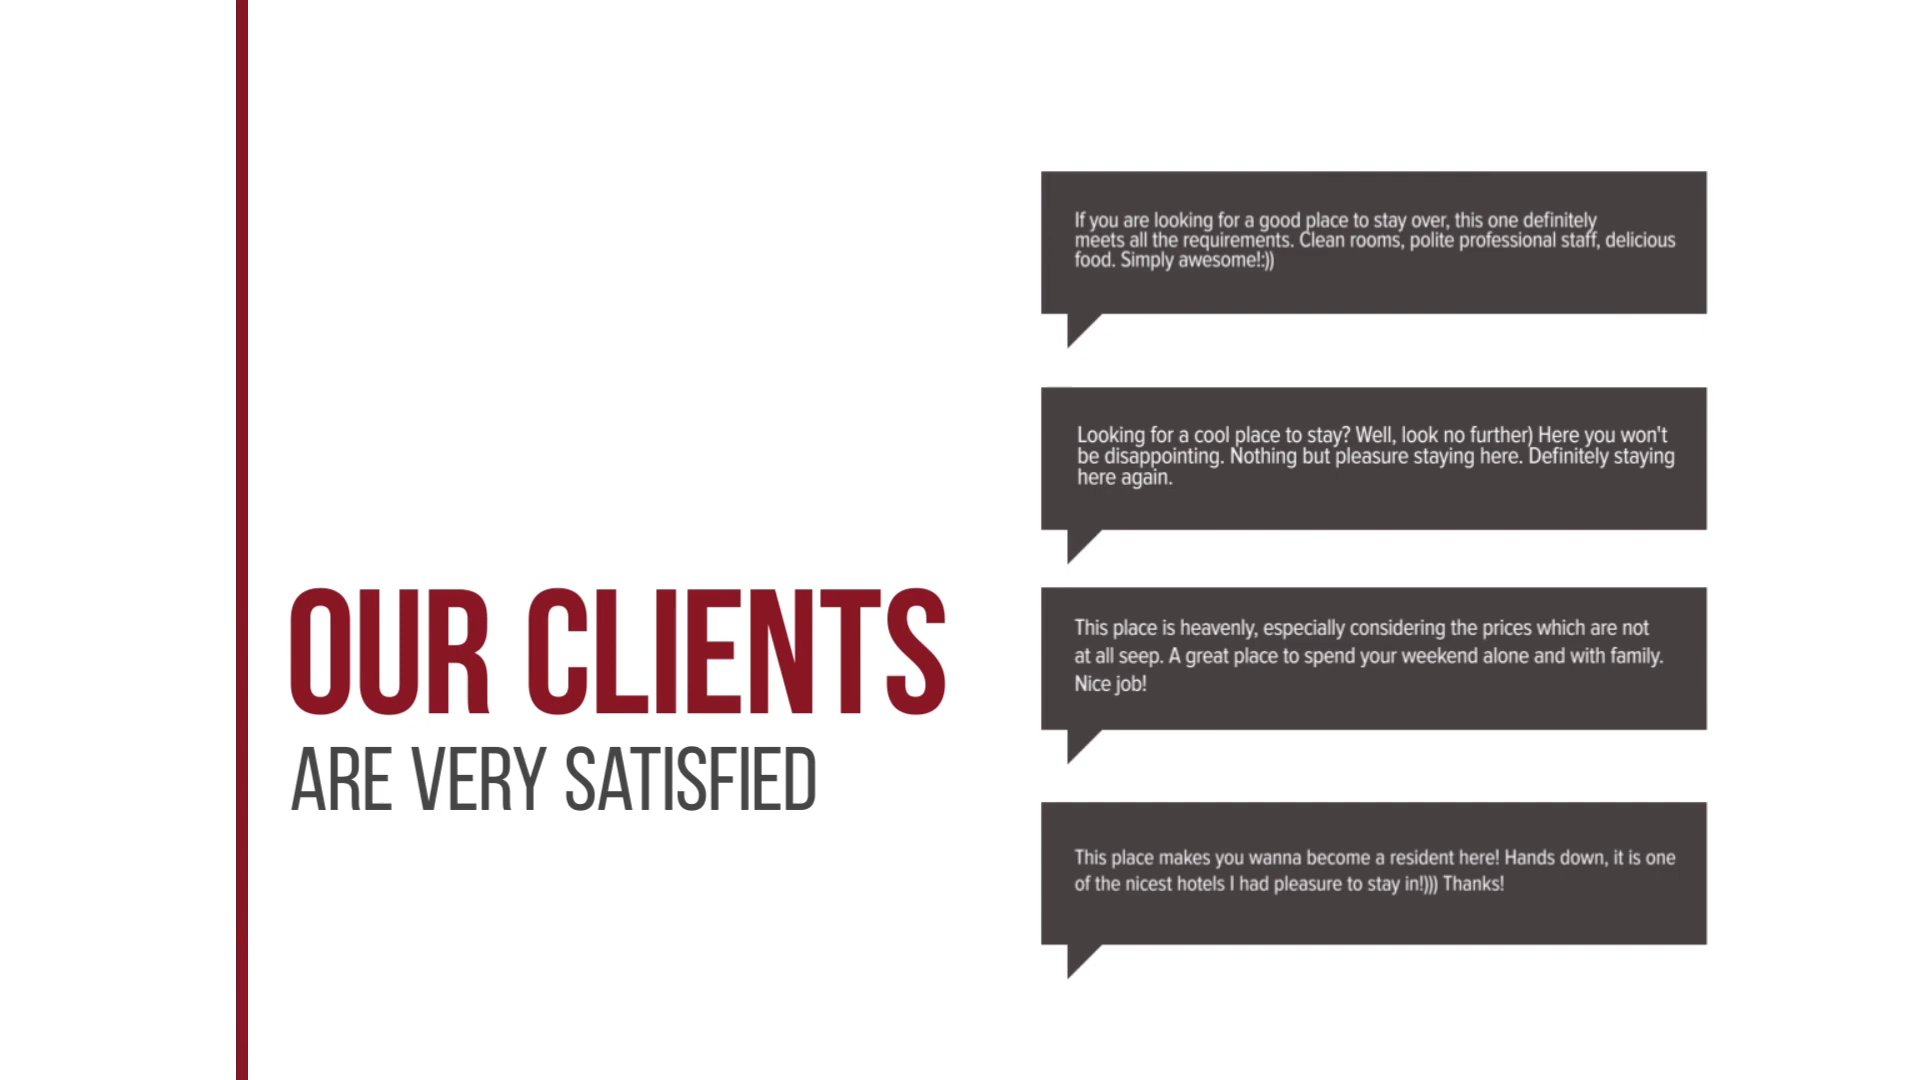 OUR CLIENTS
ARE VERY SATISFIED
If you are looking for a good place to stay over, this one definitely
meets all the requirements. Clean rooms, polite professional staff, delicious
food. Simply awesome!:))
Looking for a cool place to stay? Well, look no further) Here you won't
be disappointing. Nothing but pleasure staying here. Definitely staying
here again.
This place is heavenly, especially considering the prices which are not
at all seep. A great place to spend your weekend alone and with family.
Nice job!
This place makes you wanna become a resident here! Hands down, it is one
of the nicest hotels I had pleasure to stay in!))) Thanks!